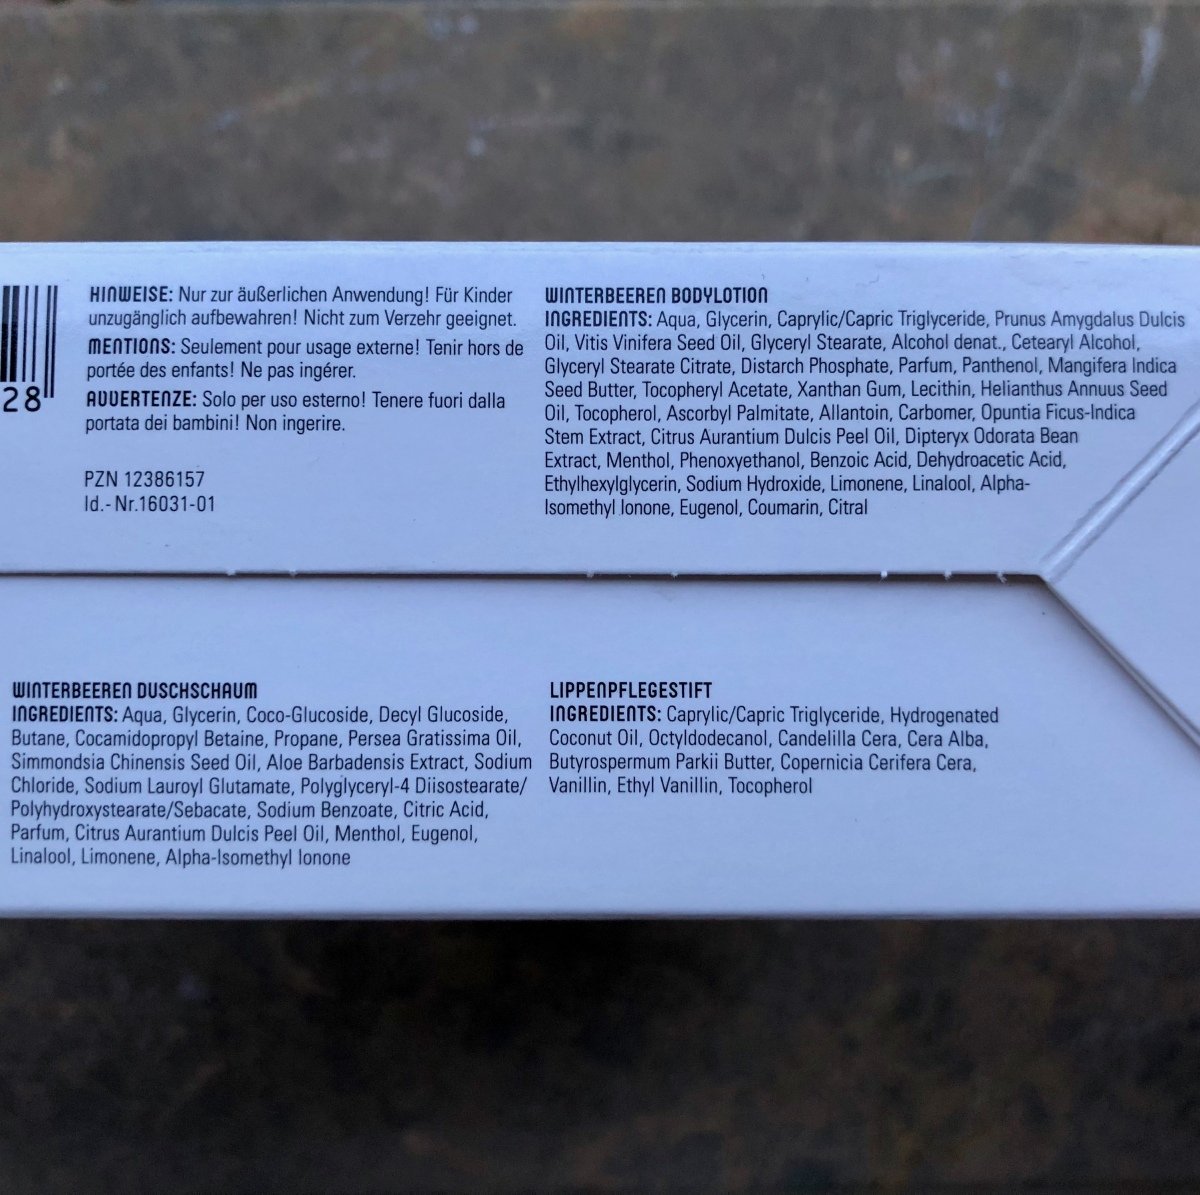 28
HINWEISE: Nur zur äußerlichen Anwendung! Für Kinder
unzugänglich aufbewahren! Nicht zum Verzehr geeignet.
MENTIONS: Seulement pour usage externe! Tenir hors de
portée des enfants! Ne pas ingérer.
AVVERTENZE: Solo per uso esterno! Tenere fuori dalla
portata dei bambini! Non ingerire.
PZN 12386157
Id.-Nr.16031-01
WINTERBEEREN BODYLOTION
INGREDIENTS: Aqua, Glycerin, Caprylic/Capric Triglyceride, Prunus Amygdalus Dulcis
Oil, Vitis Vinifera Seed Oil, Glyceryl Stearate, Alcohol denat., Cetearyl Alcohol,
Glyceryl Stearate Citrate, Distarch Phosphate, Parfum, Panthenol, Mangifera Indica
Seed Butter, Tocopheryl Acetate, Xanthan Gum, Lecithin, Helianthus Annuus Seed
Oil, Tocopherol, Ascorbyl Palmitate, Allantoin, Carbomer, Opuntia Ficus-Indica
Stem Extract, Citrus Aurantium Dulcis Peel Oil, Dipteryx Odorata Bean
Extract, Menthol, Phenoxyethanol, Benzoic Acid, Dehydroacetic Acid,
Ethylhexylglycerin, Sodium Hydroxide, Limonene, Linalool, Alpha-
Isomethyl Ionone, Eugenol, Coumarin, Citral
WINTERBEEREN DUSCHSCHAUM
INGREDIENTS: Aqua, Glycerin, Coco-Glucoside, Decyl Glucoside,
Butane, Cocamidopropyl Betaine, Propane, Persea Gratissima Oil,
Simmondsia Chinensis Seed Oil, Aloe Barbadensis Extract, Sodium
Chloride, Sodium Lauroyl Glutamate, Polyglyceryl-4 Diisostearate/
Polyhydroxystearate/Sebacate, Sodium Benzoate, Citric Acid,
Parfum, Citrus Aurantium Dulcis Peel Oil, Menthol, Eugenol,
Linalool, Limonene, Alpha-Isomethyl Ionone
LIPPENPFLEGESTIFT
INGREDIENTS: Caprylic/Capric Triglyceride, Hydrogenated
Coconut Oil, Octyldodecanol, Candelilla Cera, Cera Alba,
Butyrospermum Parkii Butter, Copernicia Cerifera Cera,
Vanillin, Ethyl Vanillin, Tocopherol